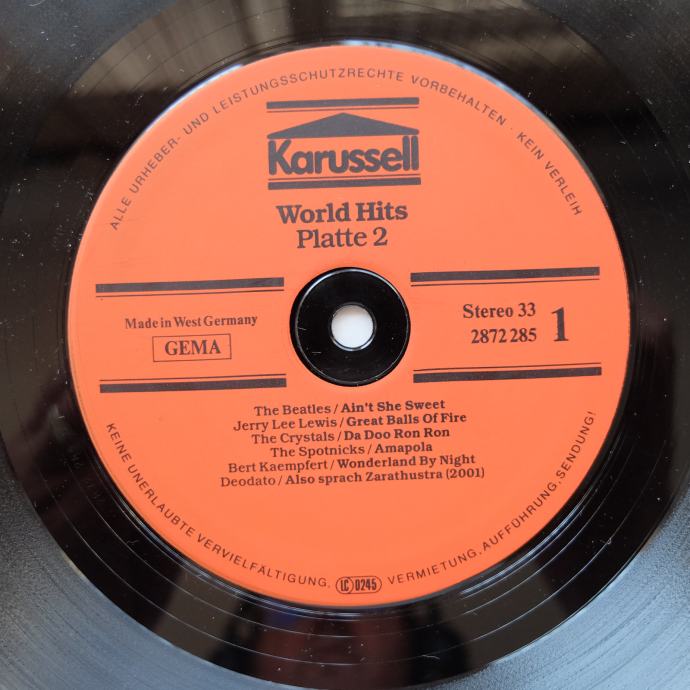 ALLE URHEBER- UND LEISTUNGSSCHUTZRECHTE VORBEHALTEN · KEIN VERLEIH
Karussell
World Hits
Platte 2
Made in West Germany
GEMA
Stereo 33
2872 285
1
The Beatles / Ain't She Sweet
Jerry Lee Lewis / Great Balls Of Fire
The Crystals / Da Doo Ron Ron
The Spotnicks / Amapola
Bert Kaempfert / Wonderland By Night
Deodato / Also sprach Zarathustra (2001)
KEINE UNERLAUBTE VERVIELFÄLTIGUNG, LC 0245 VERMIETUNG, AUFFÜHRUNG, SENDUNG!